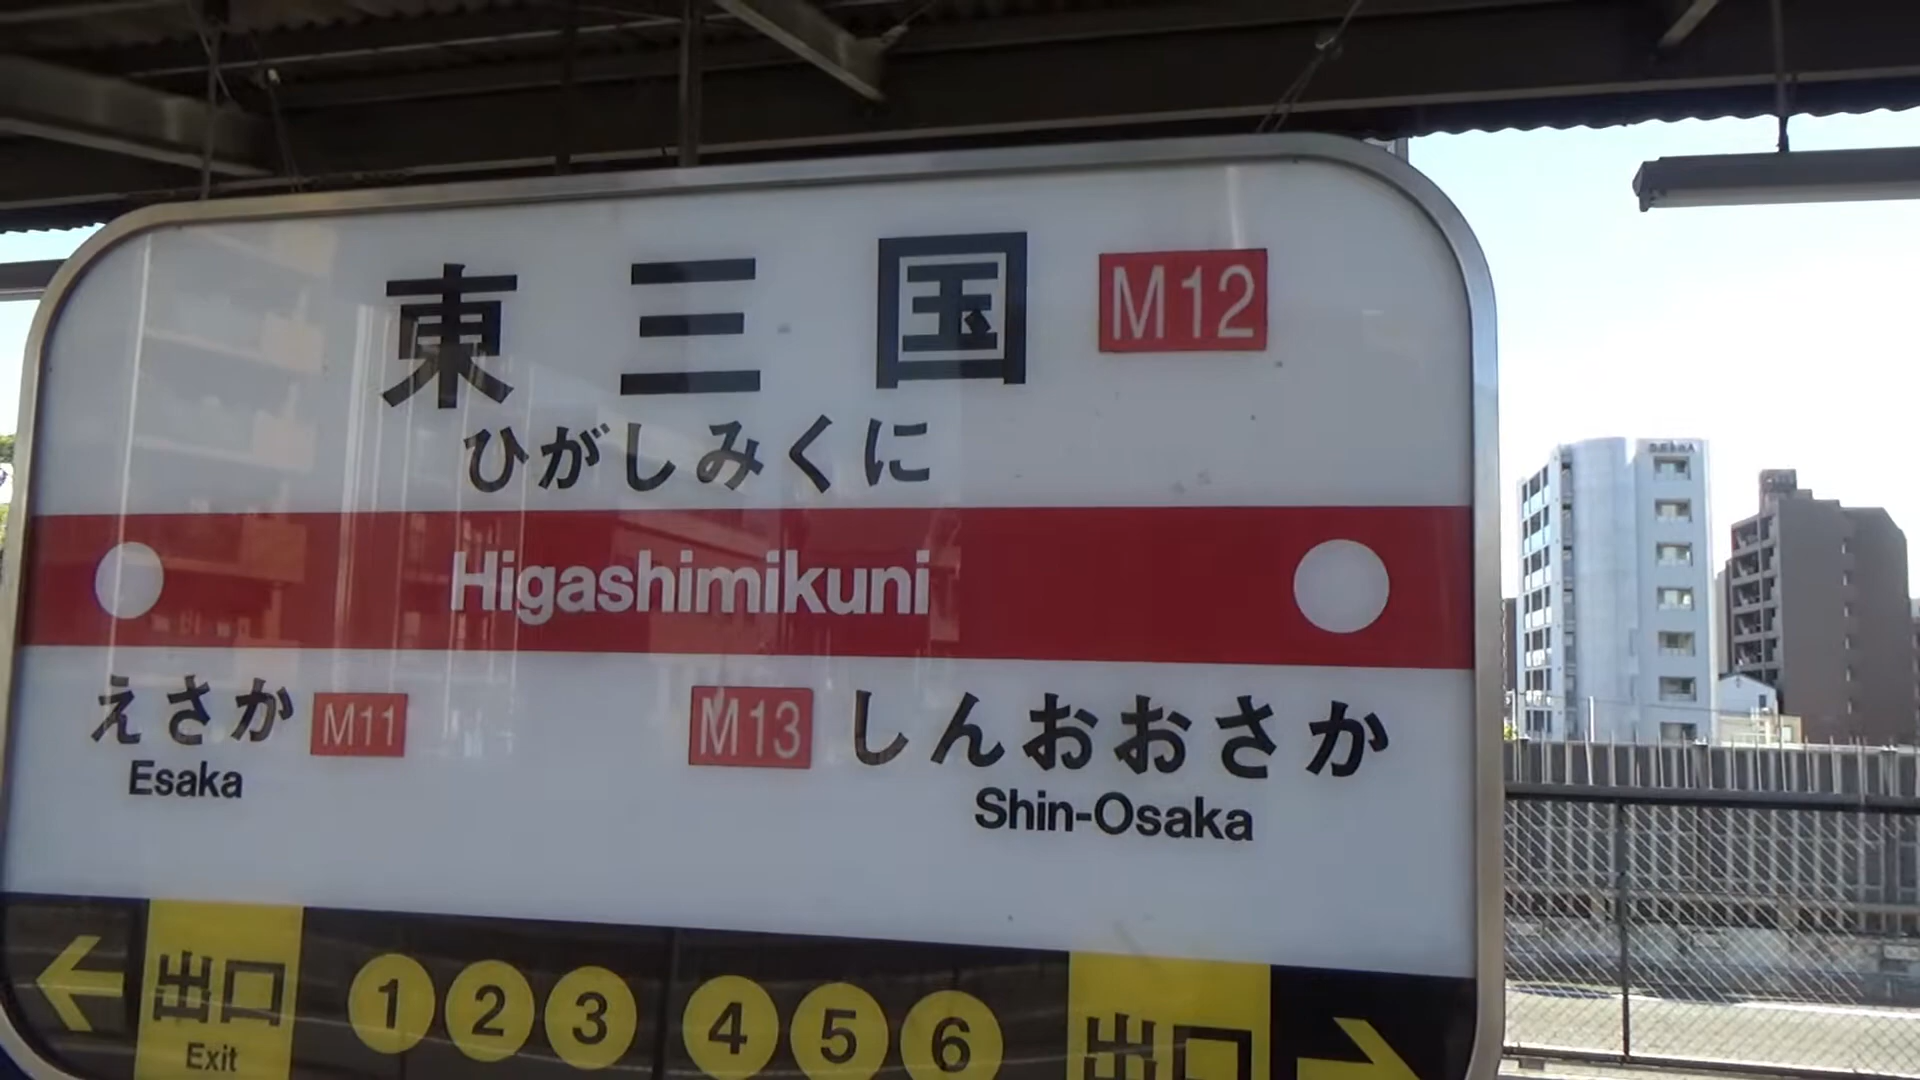 東三国 M12
ひがしみくに
Higashimikuni
えさか M11
Esaka
M13 しんおおさか
Shin-Osaka
← 出口 1 2 3 4 5 6 出口 →
Exit